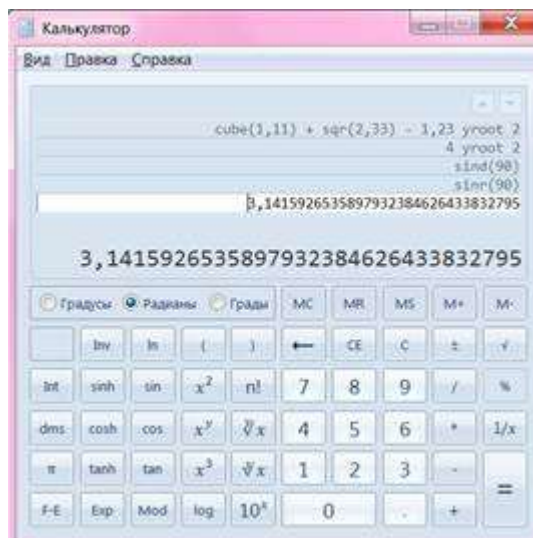 Калькулятор
Вид Правка Справка
cube(1,11) + sqr(2,33) - 1,23 yroot 2
4 yroot 2
sind(90)
sinr(90)
3,1415926535897932384626433832795
3,1415926535897932384626433832795
Градусы Радианы Грады MC MR MS M+ M-
Inv ln ( ) ← CE C ± √
Int sinh sin x² n! 7 8 9 / %
dms cosh cos xʸ ʸ√x 4 5 6 * 1/x
π tanh tan x³ ³√x 1 2 3 - =
F-E Exp Mod log 10ˣ 0 . +